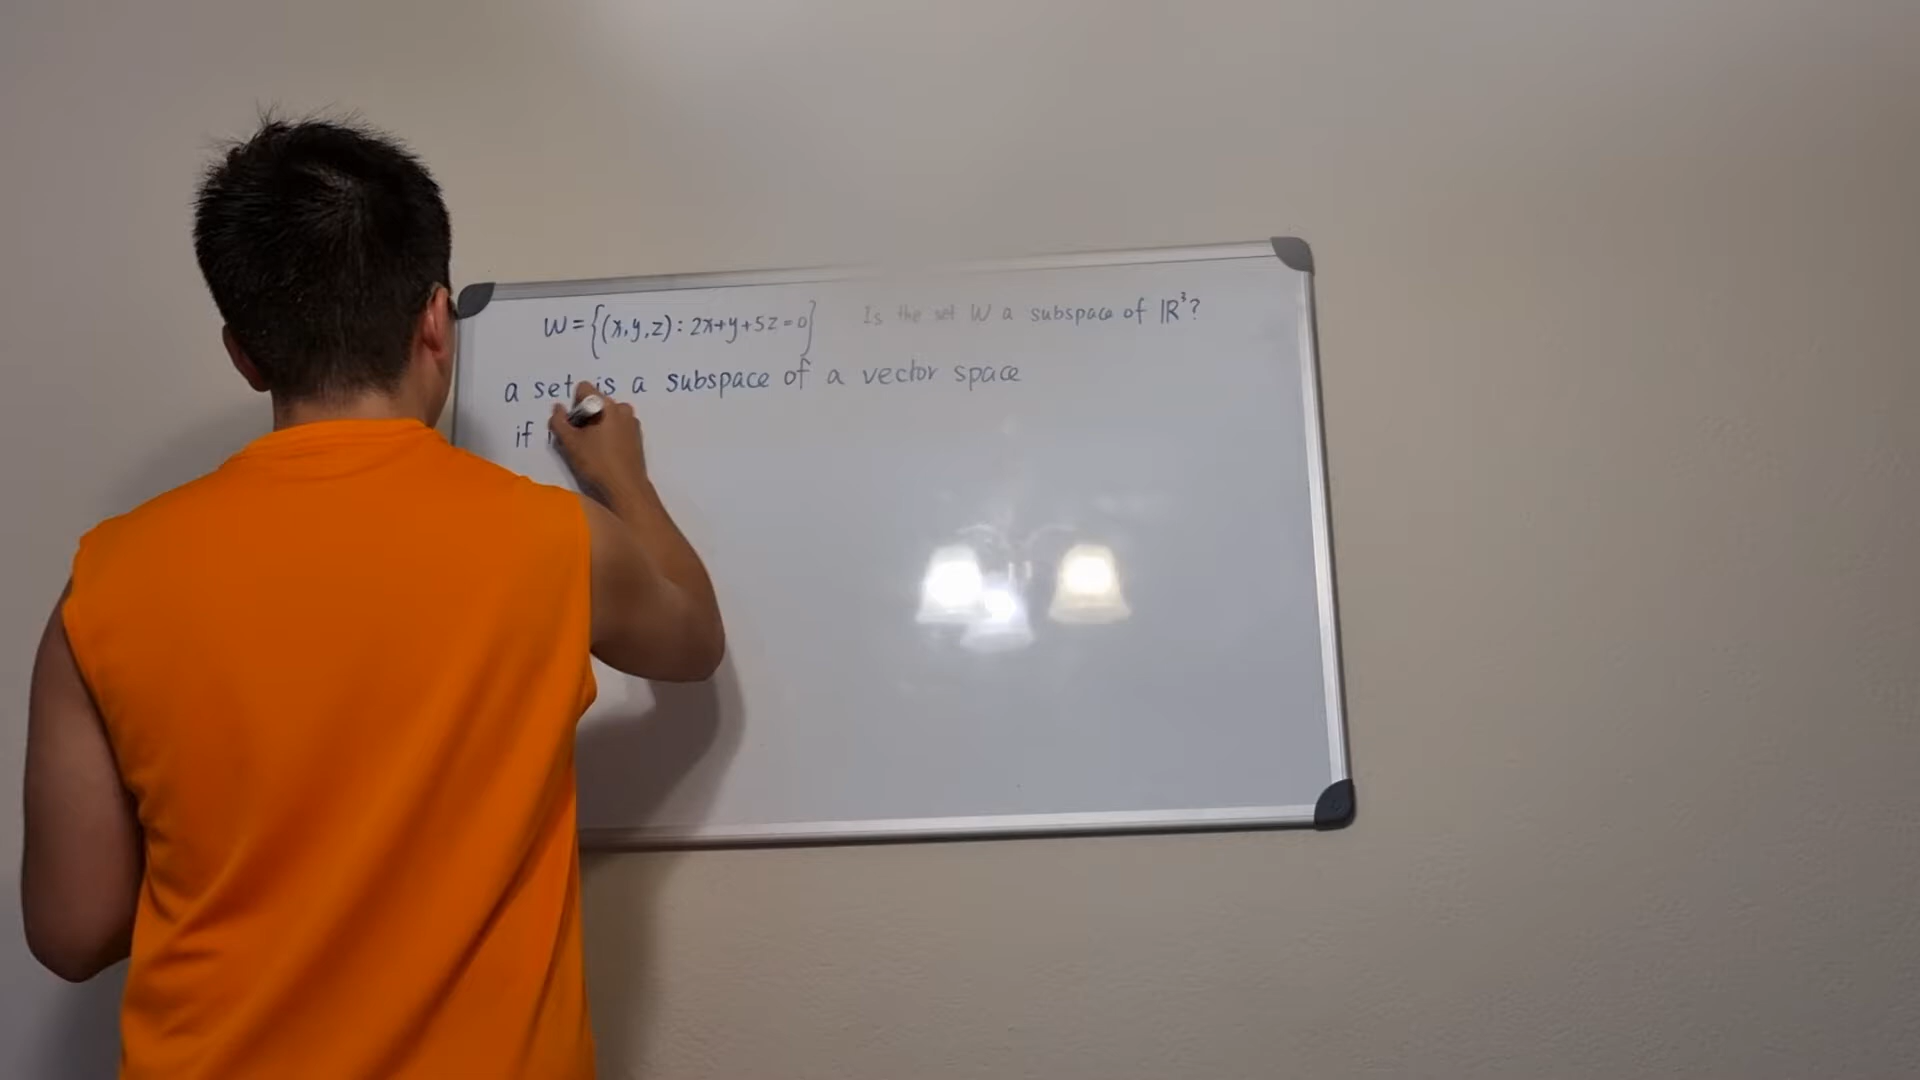 W = {(x,y,z) : 2x+y+5z=0} Is the set W a subspace of ℝ³?
a set is a subspace of a vector space
if